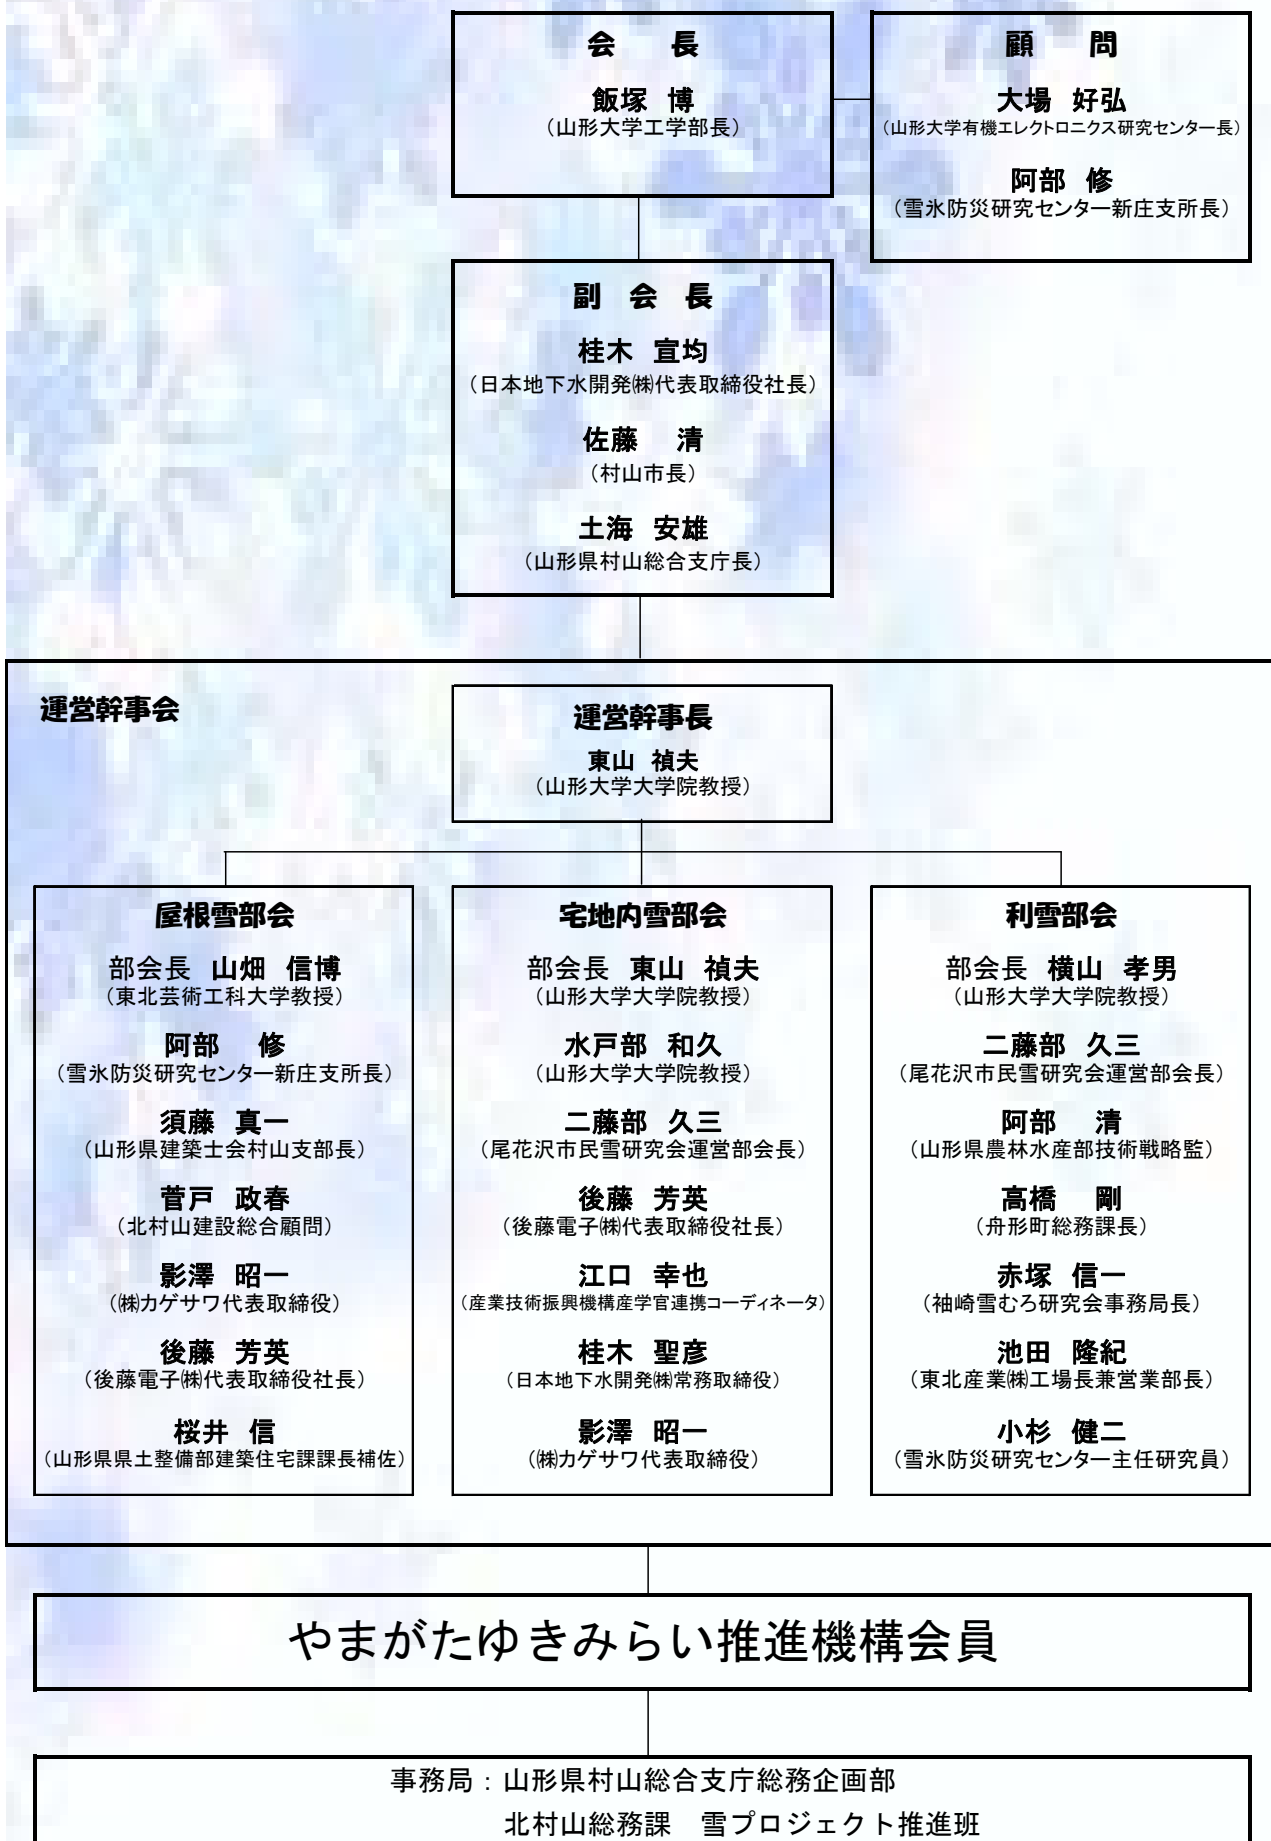 会 長
飯塚 博
（山形大学工学部長）
顧 問
大場 好弘
（山形大学有機エレクトロニクス研究センター長）
阿部 修
（雪氷防災研究センター新庄支所長）
副 会 長
桂木 宣均
（日本地下水開発㈱代表取締役社長）
佐藤 清
（村山市長）
土海 安雄
（山形県村山総合支庁長）
運営幹事会
運営幹事長
東山 禎夫
（山形大学大学院教授）
屋根雪部会
部会長 山畑 信博
（東北芸術工科大学教授）
阿部 修
（雪氷防災研究センター新庄支所長）
須藤 真一
（山形県建築士会村山支部長）
菅戸 政春
（北村山建設総合顧問）
影澤 昭一
（㈱カゲサワ代表取締役）
後藤 芳英
（後藤電子㈱代表取締役社長）
桜井 信
（山形県県土整備部建築住宅課課長補佐）
宅地内雪部会
部会長 東山 禎夫
（山形大学大学院教授）
水戸部 和久
（山形大学大学院教授）
二藤部 久三
（尾花沢市民雪研究会運営部会長）
後藤 芳英
（後藤電子㈱代表取締役社長）
江口 幸也
（産業技術振興機構産学官連携コーディネータ）
桂木 聖彦
（日本地下水開発㈱常務取締役）
影澤 昭一
（㈱カゲサワ代表取締役）
利雪部会
部会長 横山 孝男
（山形大学大学院教授）
二藤部 久三
（尾花沢市民雪研究会運営部会長）
阿部 清
（山形県農林水産部技術戦略監）
高橋 剛
（舟形町総務課長）
赤塚 信一
（袖崎雪むろ研究会事務局長）
池田 隆紀
（東北産業㈱工場長兼営業部長）
小杉 健二
（雪氷防災研究センター主任研究員）
やまがたゆきみらい推進機構会員
事務局：山形県村山総合支庁総務企画部
北村山総務課 雪プロジェクト推進班